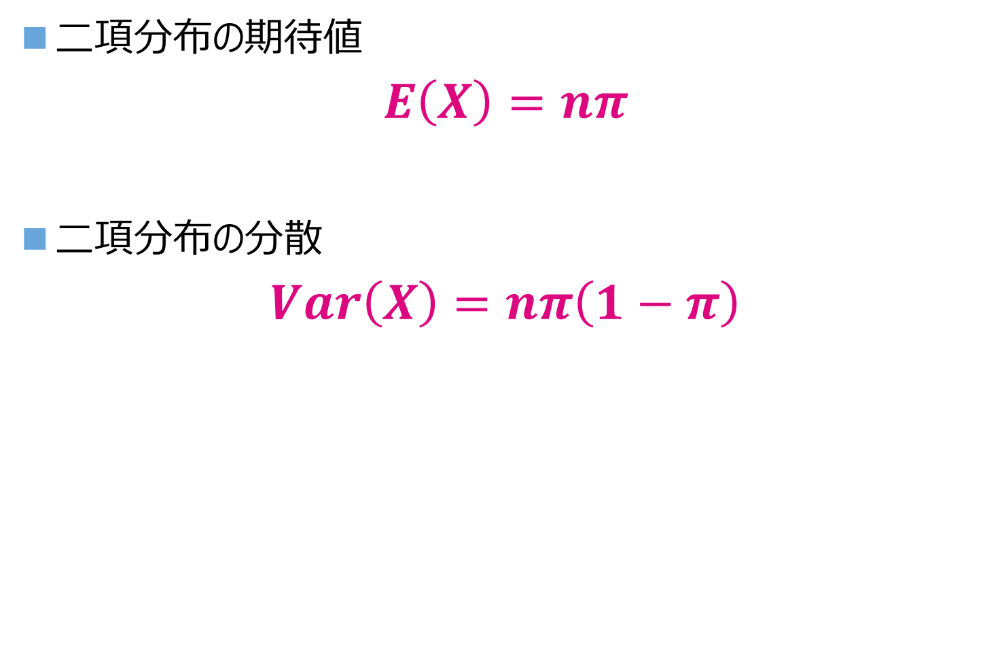 ■ 二項分布の期待値
E(X) = nπ
■ 二項分布の分散
Var(X) = nπ(1 − π)